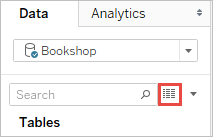 Data Analytics
Bookshop
Search
Tables